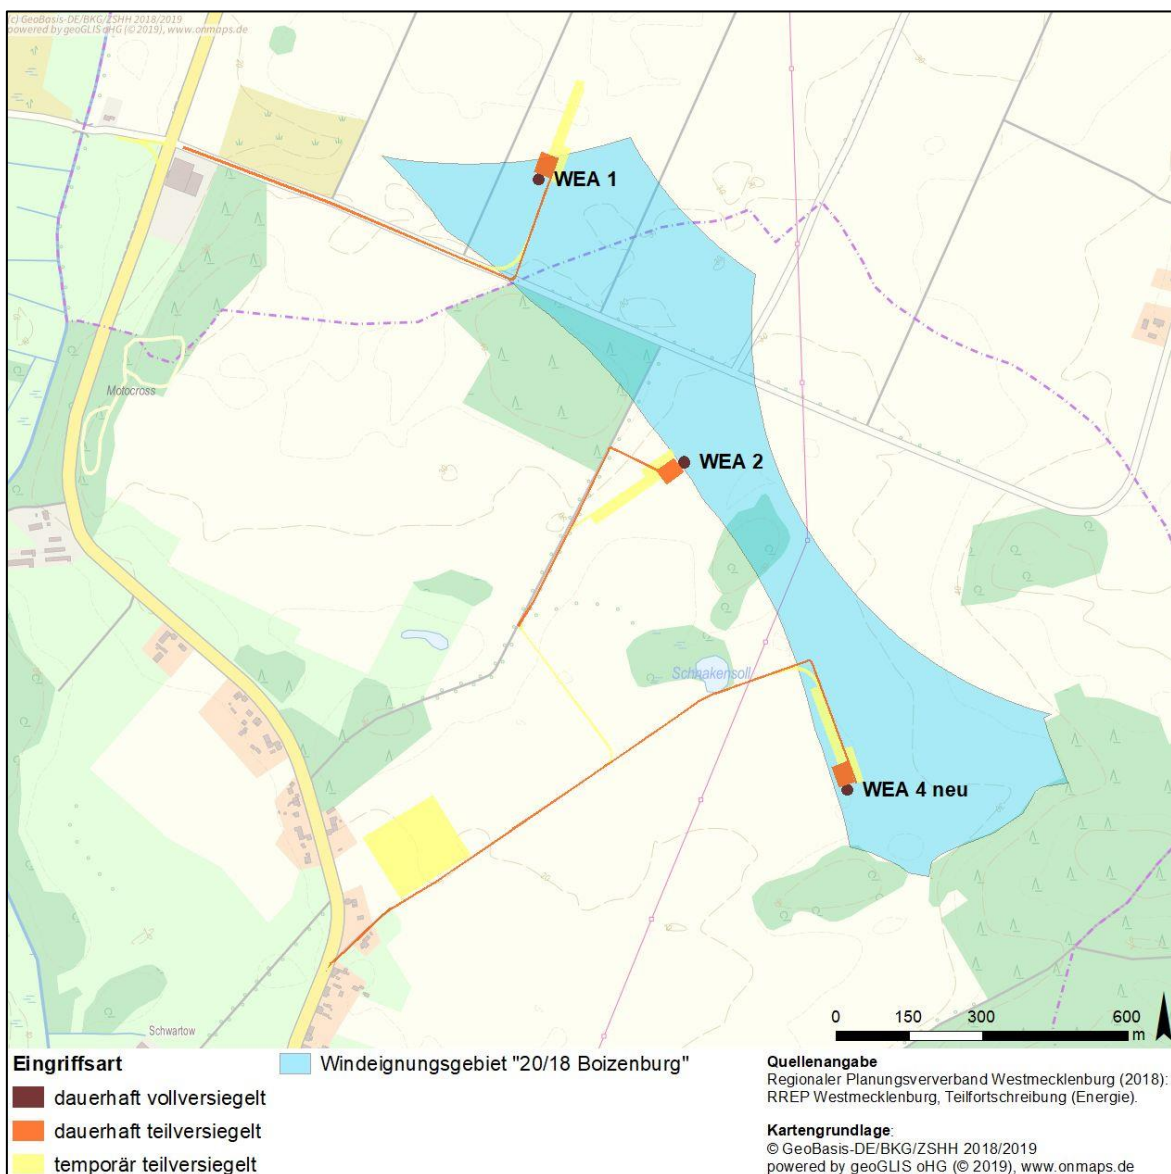 (c) GeoBasis-DE/BKG/ZSHH 2018/2019
powered by geoGLIS oHG (© 2019), www.onmaps.de
WEA 1
Motocross
WEA 2
Schnakensoll
WEA 4 neu
Schwartow
0 150 300 600
m
Eingriffsart
dauerhaft vollversiegelt
dauerhaft teilversiegelt
temporär teilversiegelt
Windeignungsgebiet "20/18 Boizenburg"
Quellenangabe
Regionaler Planungsververband Westmecklenburg (2018):
RREP Westmecklenburg, Teilfortschreibung (Energie).
Kartengrundlage:
© GeoBasis-DE/BKG/ZSHH 2018/2019
powered by geoGLIS oHG (© 2019), www.onmaps.de